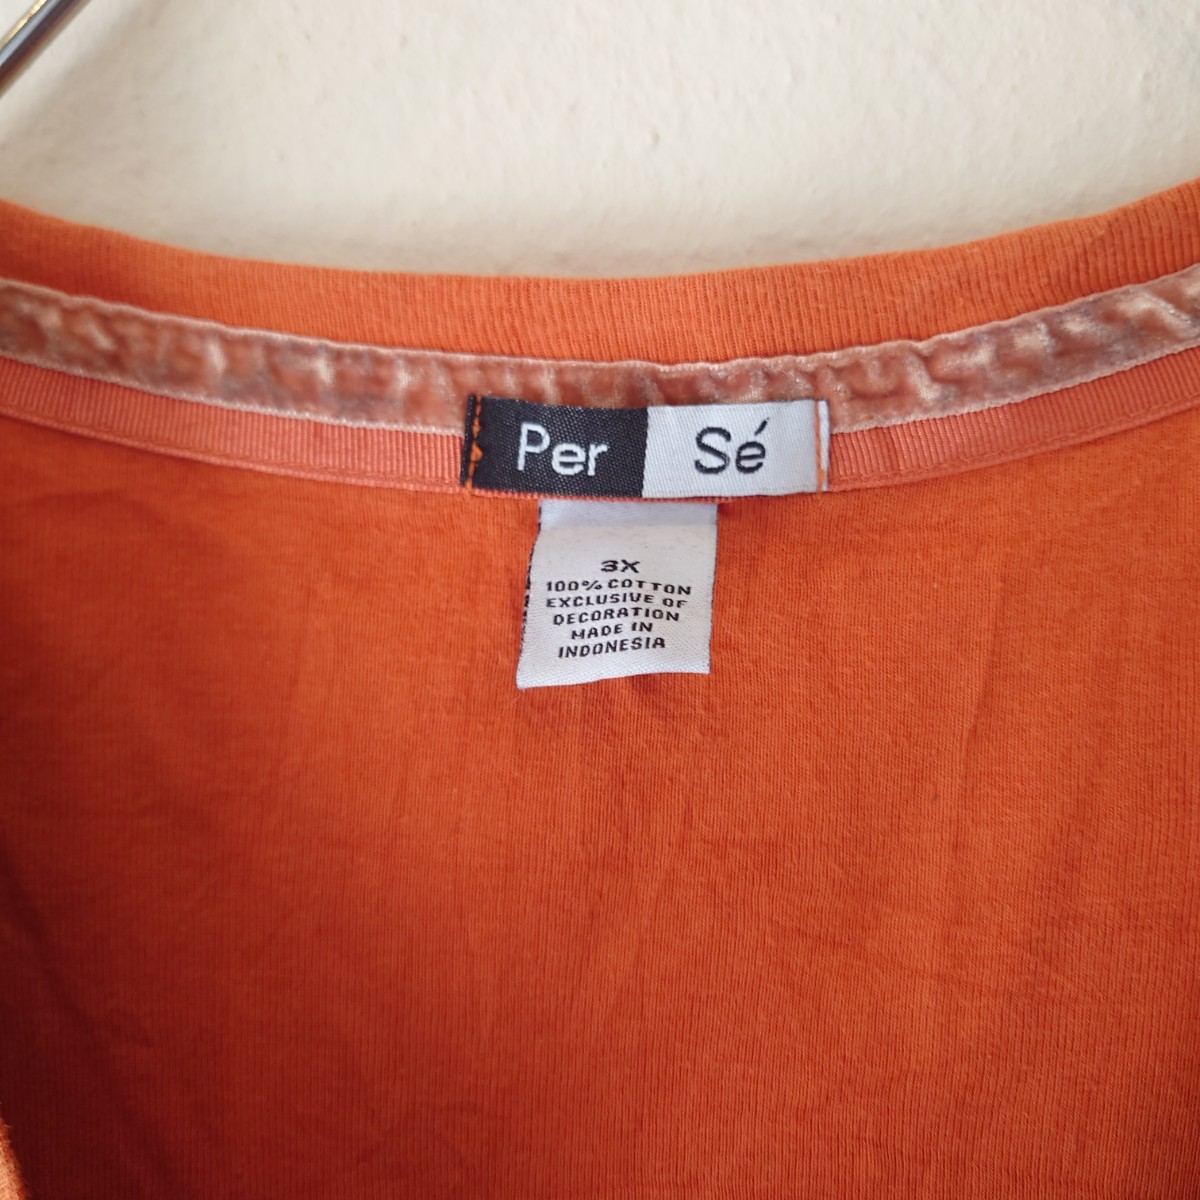 Per Sé
3X
100% COTTON
EXCLUSIVE OF
DECORATION
MADE IN
INDONESIA